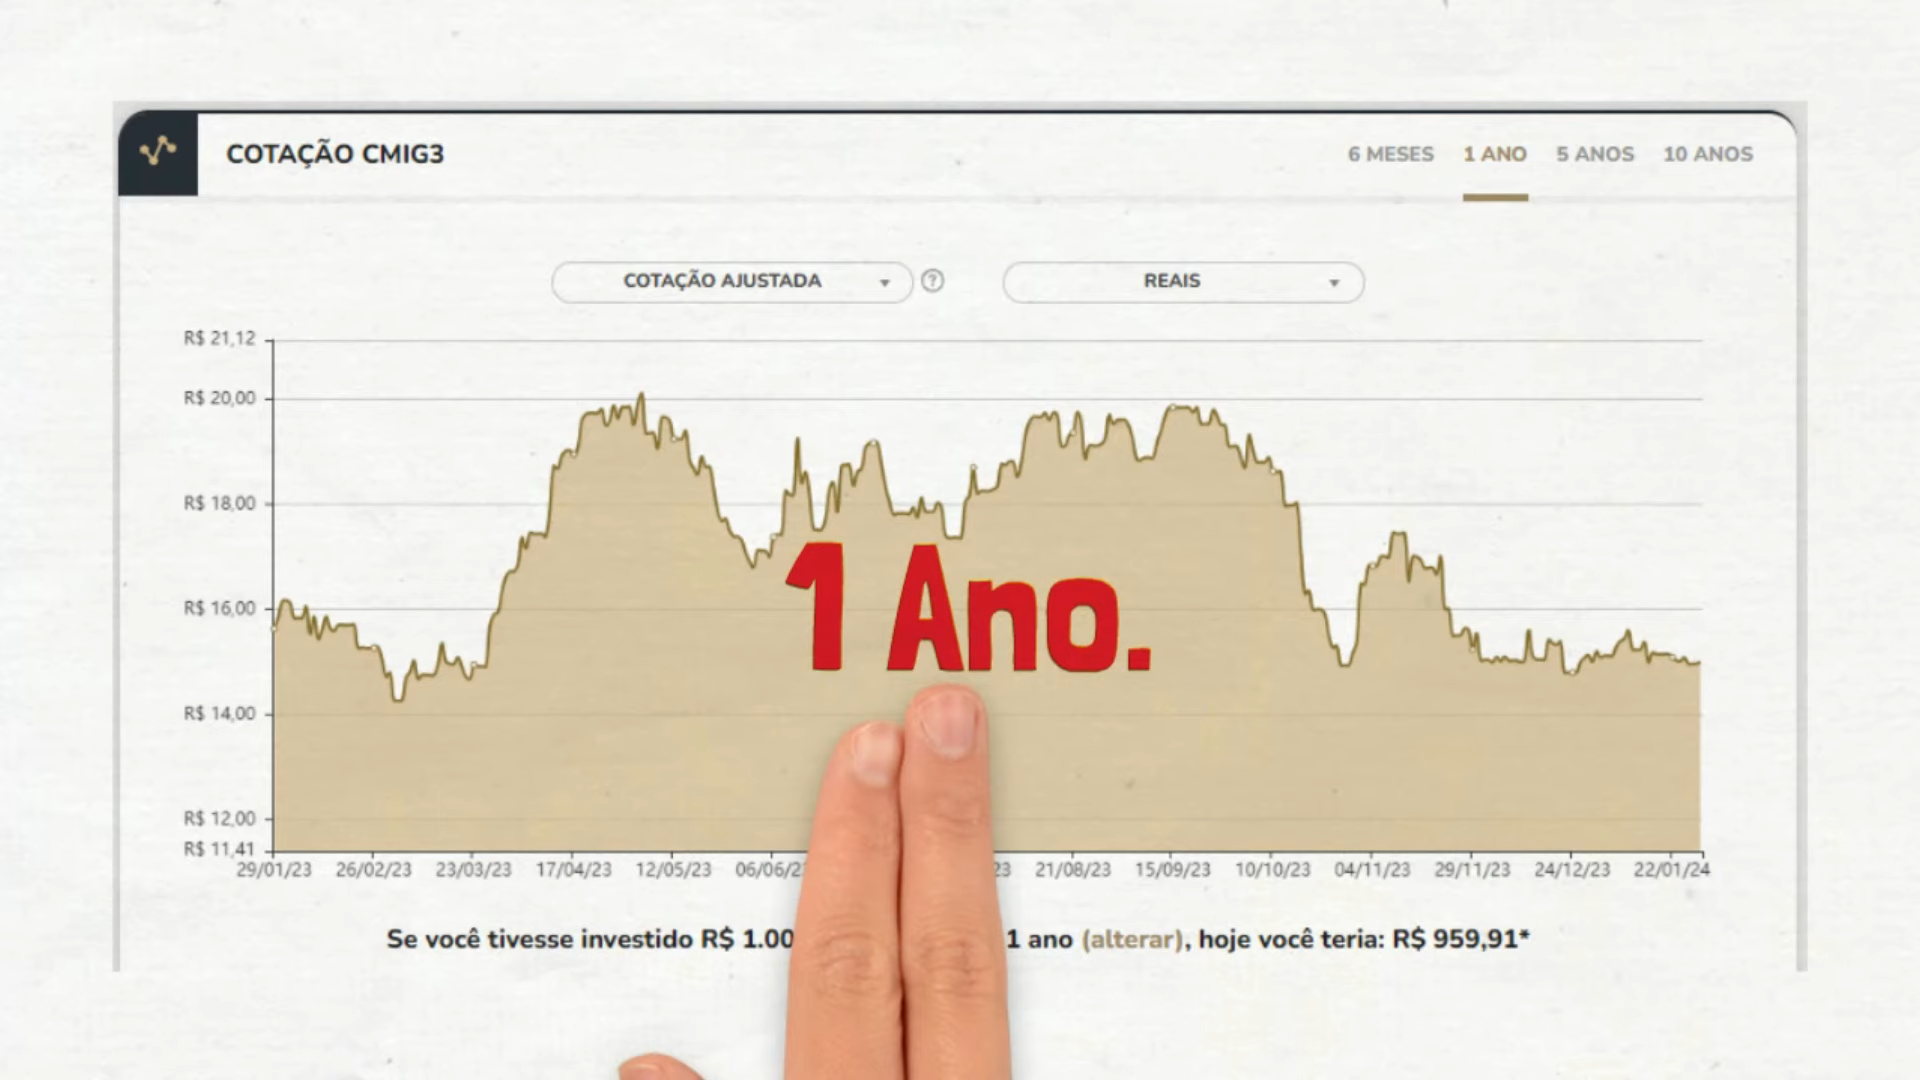 COTAÇÃO CMIG3
6 MESES 1 ANO 5 ANOS 10 ANOS
COTAÇÃO AJUSTADA ? REAIS
R$ 21,12
R$ 20,00
R$ 18,00
R$ 16,00
R$ 14,00
R$ 12,00
R$ 11,41
1 Ano.
29/01/23 26/02/23 23/03/23 17/04/23 12/05/23 21/08/23 15/09/23 10/10/23 04/11/23 29/11/23 24/12/23 22/01/24
Se você tivesse investido R$ 1 ano (alterar), hoje você teria: R$ 959,91*